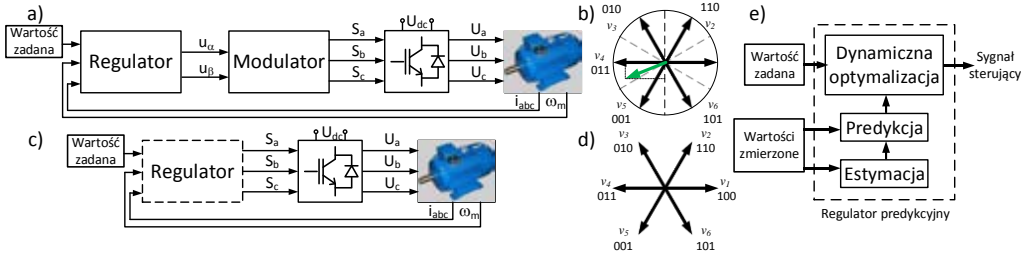 a)
Wartość
zadana
Regulator
uα
uβ
Modulator
Sa
Sb
Sc
Udc
Ua
Ub
Uc
iabc
ωm
b)
010
v3
110
v2
v4
011
v5
001
v6
101
c)
Wartość
zadana
Regulator
Sa
Sb
Sc
Udc
Ua
Ub
Uc
iabc
ωm
d)
v3
010
v2
110
v4
011
v1
100
v5
001
v6
101
e)
Wartość
zadana
Dynamiczna
optymalizacja
Sygnał
sterujący
Wartości
zmierzone
Predykcja
Estymacja
Regulator predykcyjny